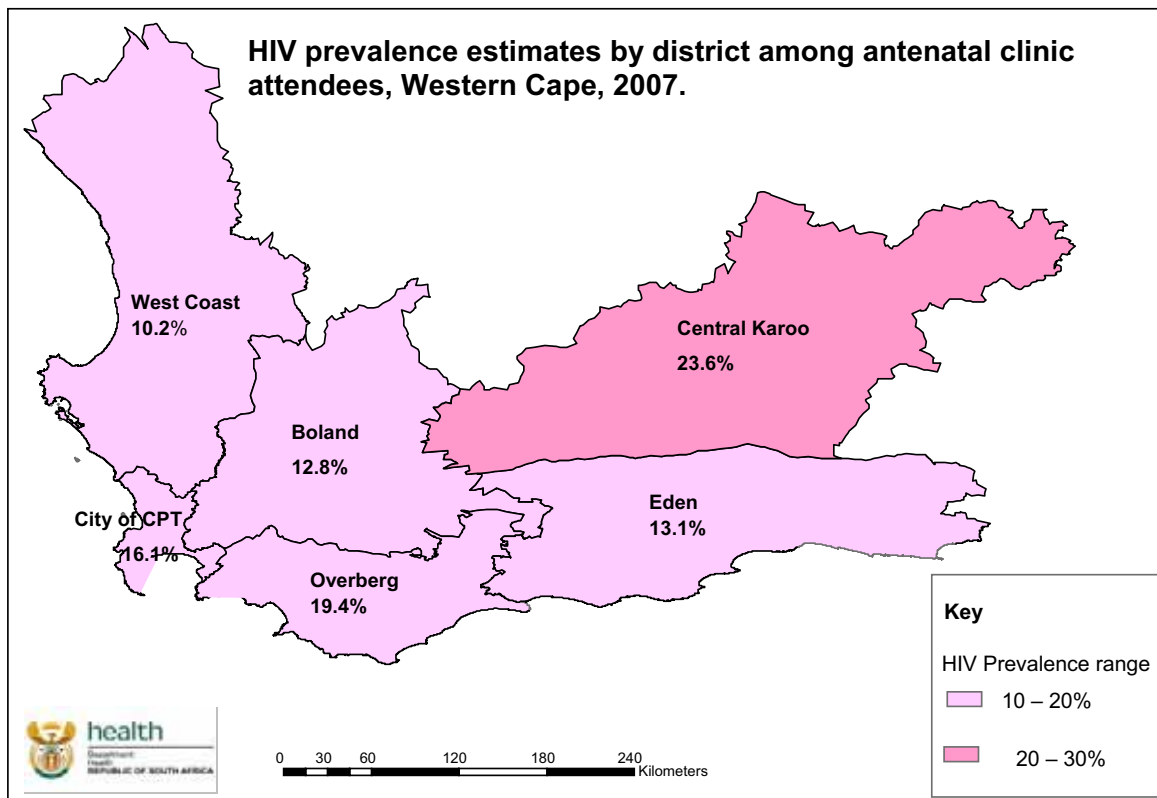 HIV prevalence estimates by district among antenatal clinic
attendees, Western Cape, 2007.
West Coast
10.2%
Central Karoo
23.6%
Boland
12.8%
Eden
13.1%
City of CPT
16.1%
Overberg
19.4%
Key
HIV Prevalence range
10 – 20%
20 – 30%
health
Department:
Health
REPUBLIC OF SOUTH AFRICA
0 30 60 120 180 240
Kilometers